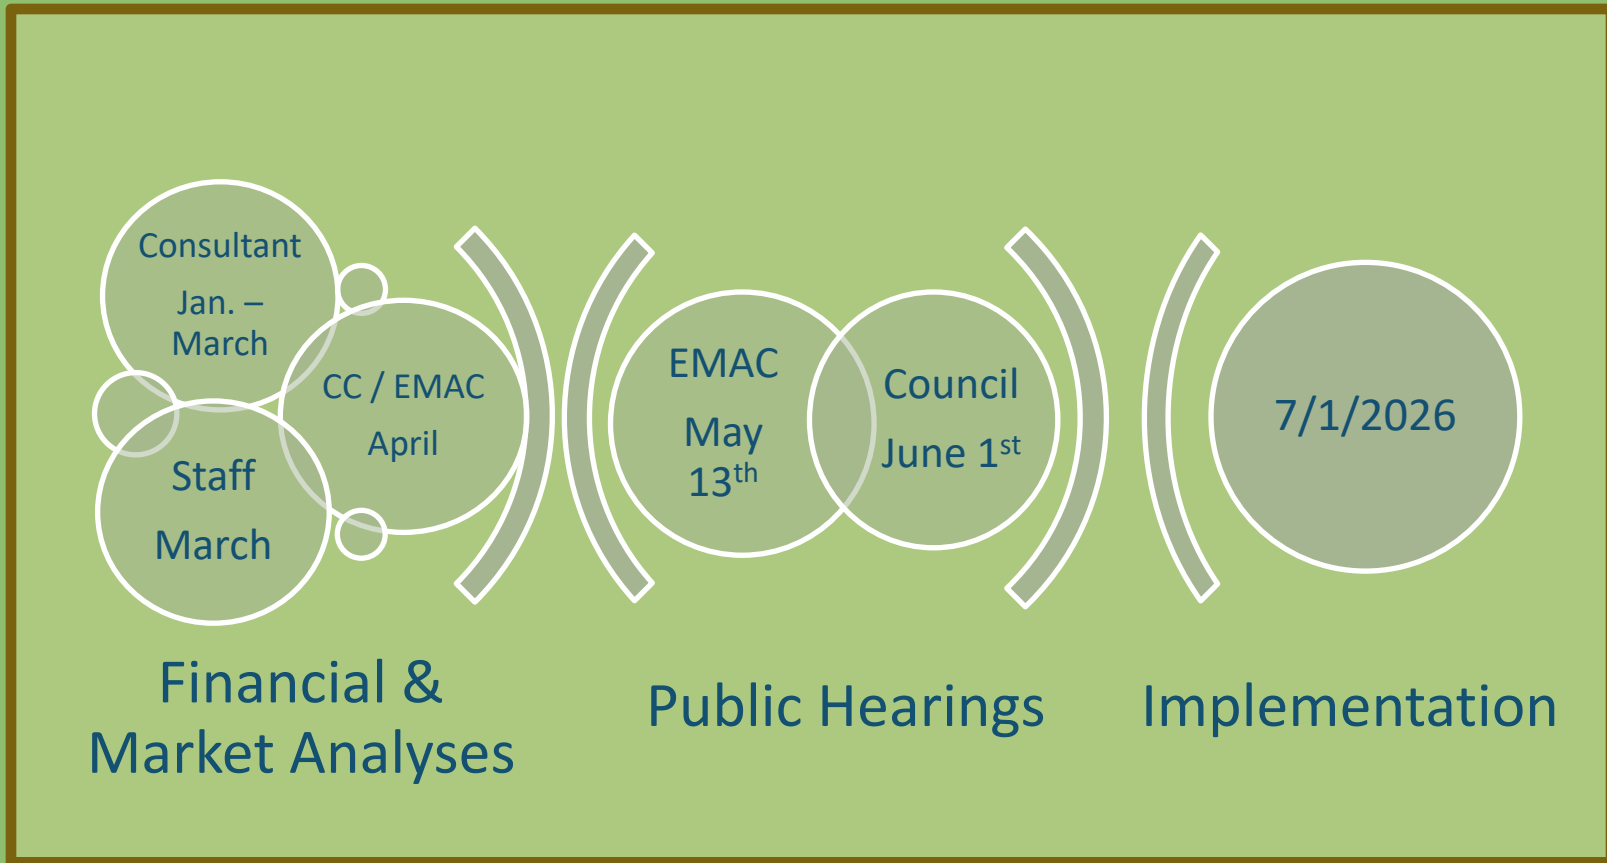 Consultant
Jan. –
March
CC / EMAC
April
Staff
March
Financial &
Market Analyses
EMAC
May
13th
Council
June 1st
Public Hearings
7/1/2026
Implementation